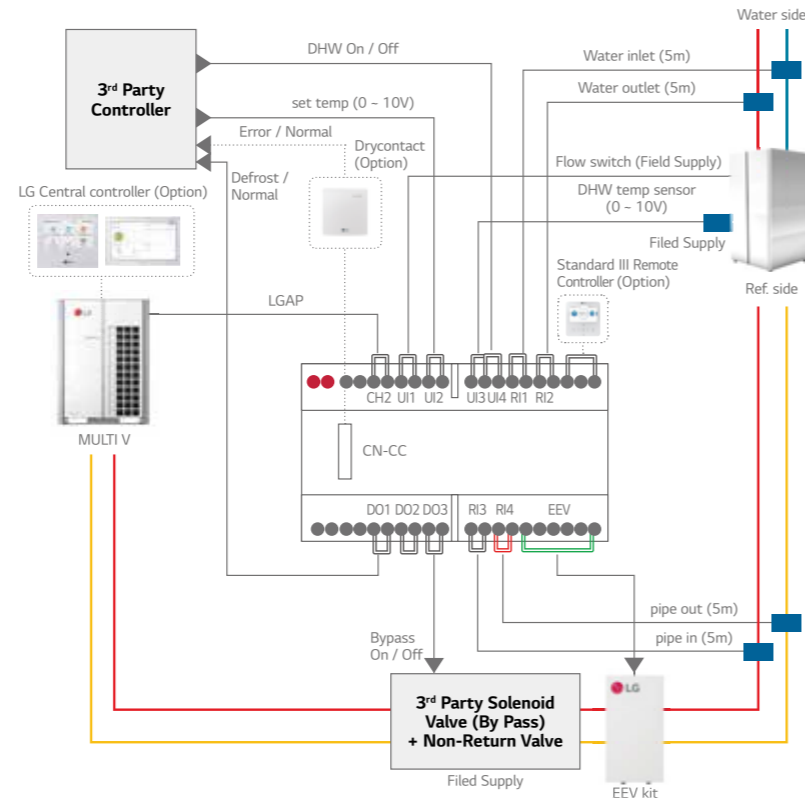 Water side
DHW On / Off
Water inlet (5m)
3rd Party
Controller
Water outlet (5m)
set temp (0 ~ 10V)
Error / Normal
Drycontact
(Option)
Flow switch (Field Supply)
Defrost /
Normal
LG Central controller (Option)
DHW temp sensor
(0 ~ 10V)
Filed Supply
Standard III Remote
Controller (Option)
Ref. side
LGAP
LG
CH2 UI1 UI2 UI3 UI4 RI1 RI2
MULTI V
CN-CC
DO1 DO2 DO3 RI3 RI4 EEV
pipe out (5m)
Bypass
On / Off
pipe in (5m)
3rd Party Solenoid
Valve (By Pass)
+ Non-Return Valve
LG
Filed Supply
EEV kit